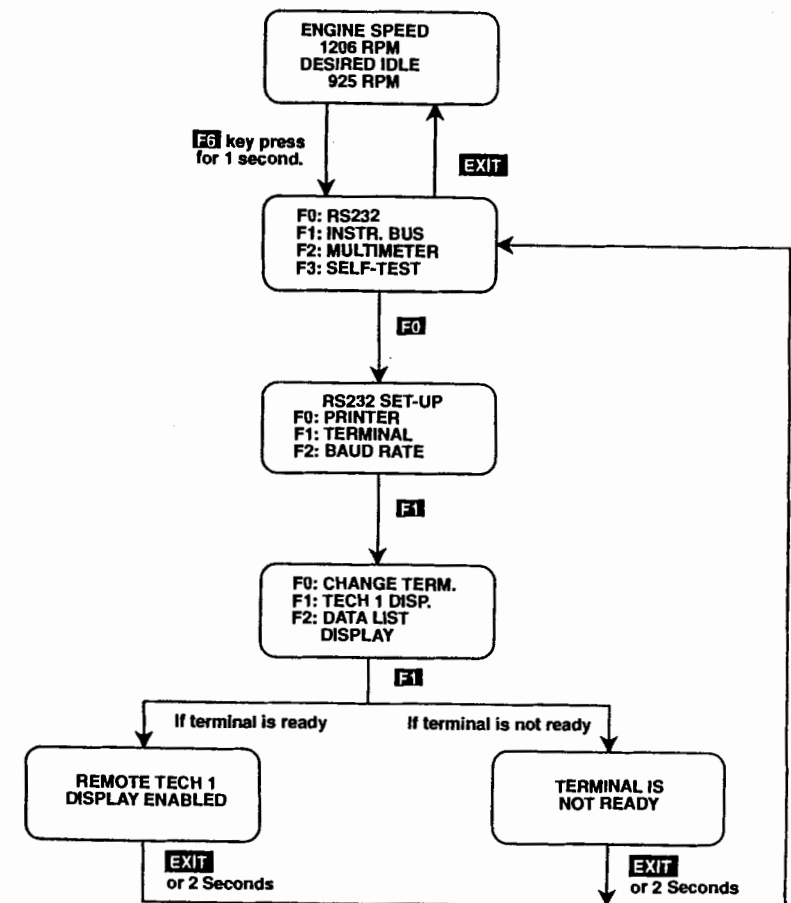 ENGINE SPEED
1206 RPM
DESIRED IDLE
925 RPM
F6 key press
for 1 second.
EXIT
F0: RS232
F1: INSTR. BUS
F2: MULTIMETER
F3: SELF-TEST
F0
RS232 SET-UP
F0: PRINTER
F1: TERMINAL
F2: BAUD RATE
F1
F0: CHANGE TERM.
F1: TECH 1 DISP.
F2: DATA LIST
DISPLAY
F1
If terminal is ready
If terminal is not ready
REMOTE TECH 1
DISPLAY ENABLED
TERMINAL IS
NOT READY
EXIT
or 2 Seconds
EXIT
or 2 Seconds